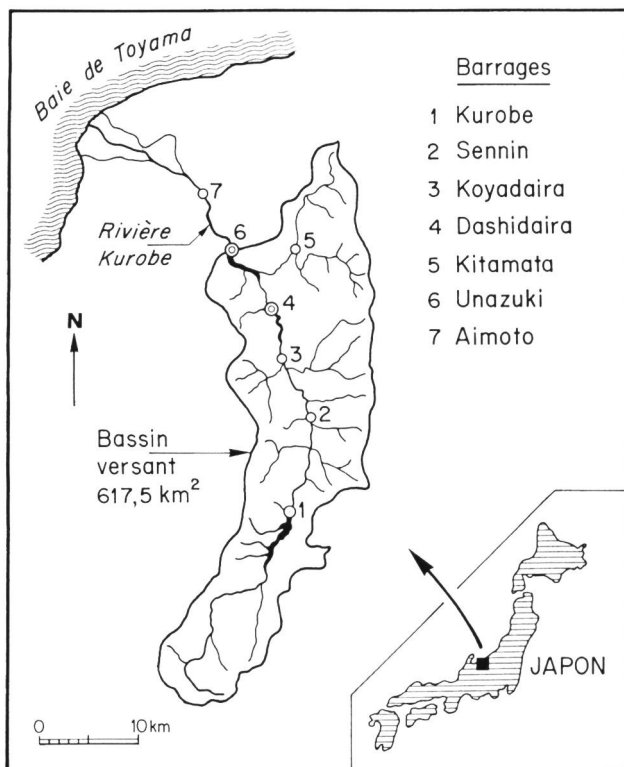 Baie de Toyama
Barrages
1 Kurobe
2 Sennin
3 Koyadaira
4 Dashidaira
5 Kitamata
6 Unazuki
7 Aimoto
7
Rivière
Kurobe
6
5
4
N
3
2
Bassin
versant
617,5 km²
1
JAPON
0 10 km